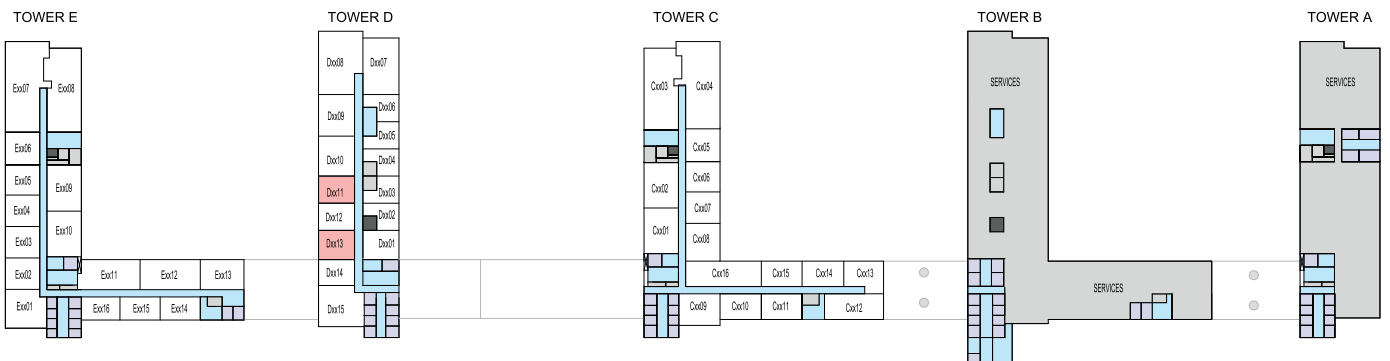 TOWER E
TOWER D
TOWER C
TOWER B
TOWER A
Exx07
Exx08
Exx06
Exx05
Exx09
Exx04
Exx10
Exx03
Exx02
Exx11
Exx12
Exx13
Exx01
Exx16
Exx15
Exx14
Dxx08
Dxx07
Dxx09
Dxx06
Dxx05
Dxx10
Dxx04
Dxx11
Dxx03
Dxx12
Dxx02
Dxx13
Dxx01
Dxx14
Dxx15
Cxx03
Cxx04
Cxx05
Cxx02
Cxx06
Cxx07
Cxx01
Cxx08
Cxx16
Cxx15
Cxx14
Cxx13
Cxx09
Cxx10
Cxx11
Cxx12
SERVICES
SERVICES
SERVICES